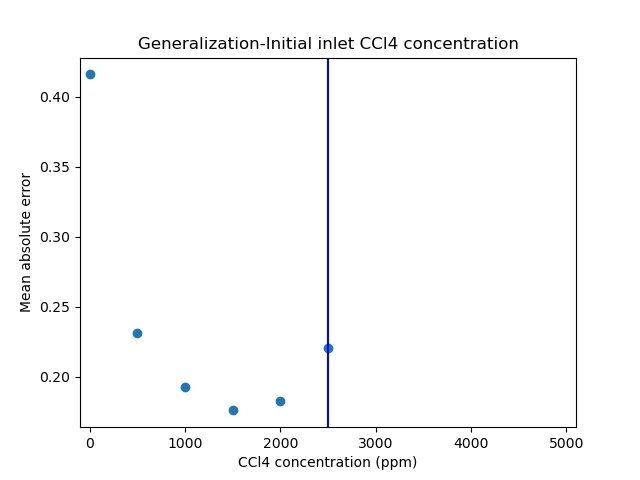 Generalization-Initial inlet CCl4 concentration
Mean absolute error
0.40
0.35
0.30
0.25
0.20
0 1000 2000 3000 4000 5000
CCl4 concentration (ppm)